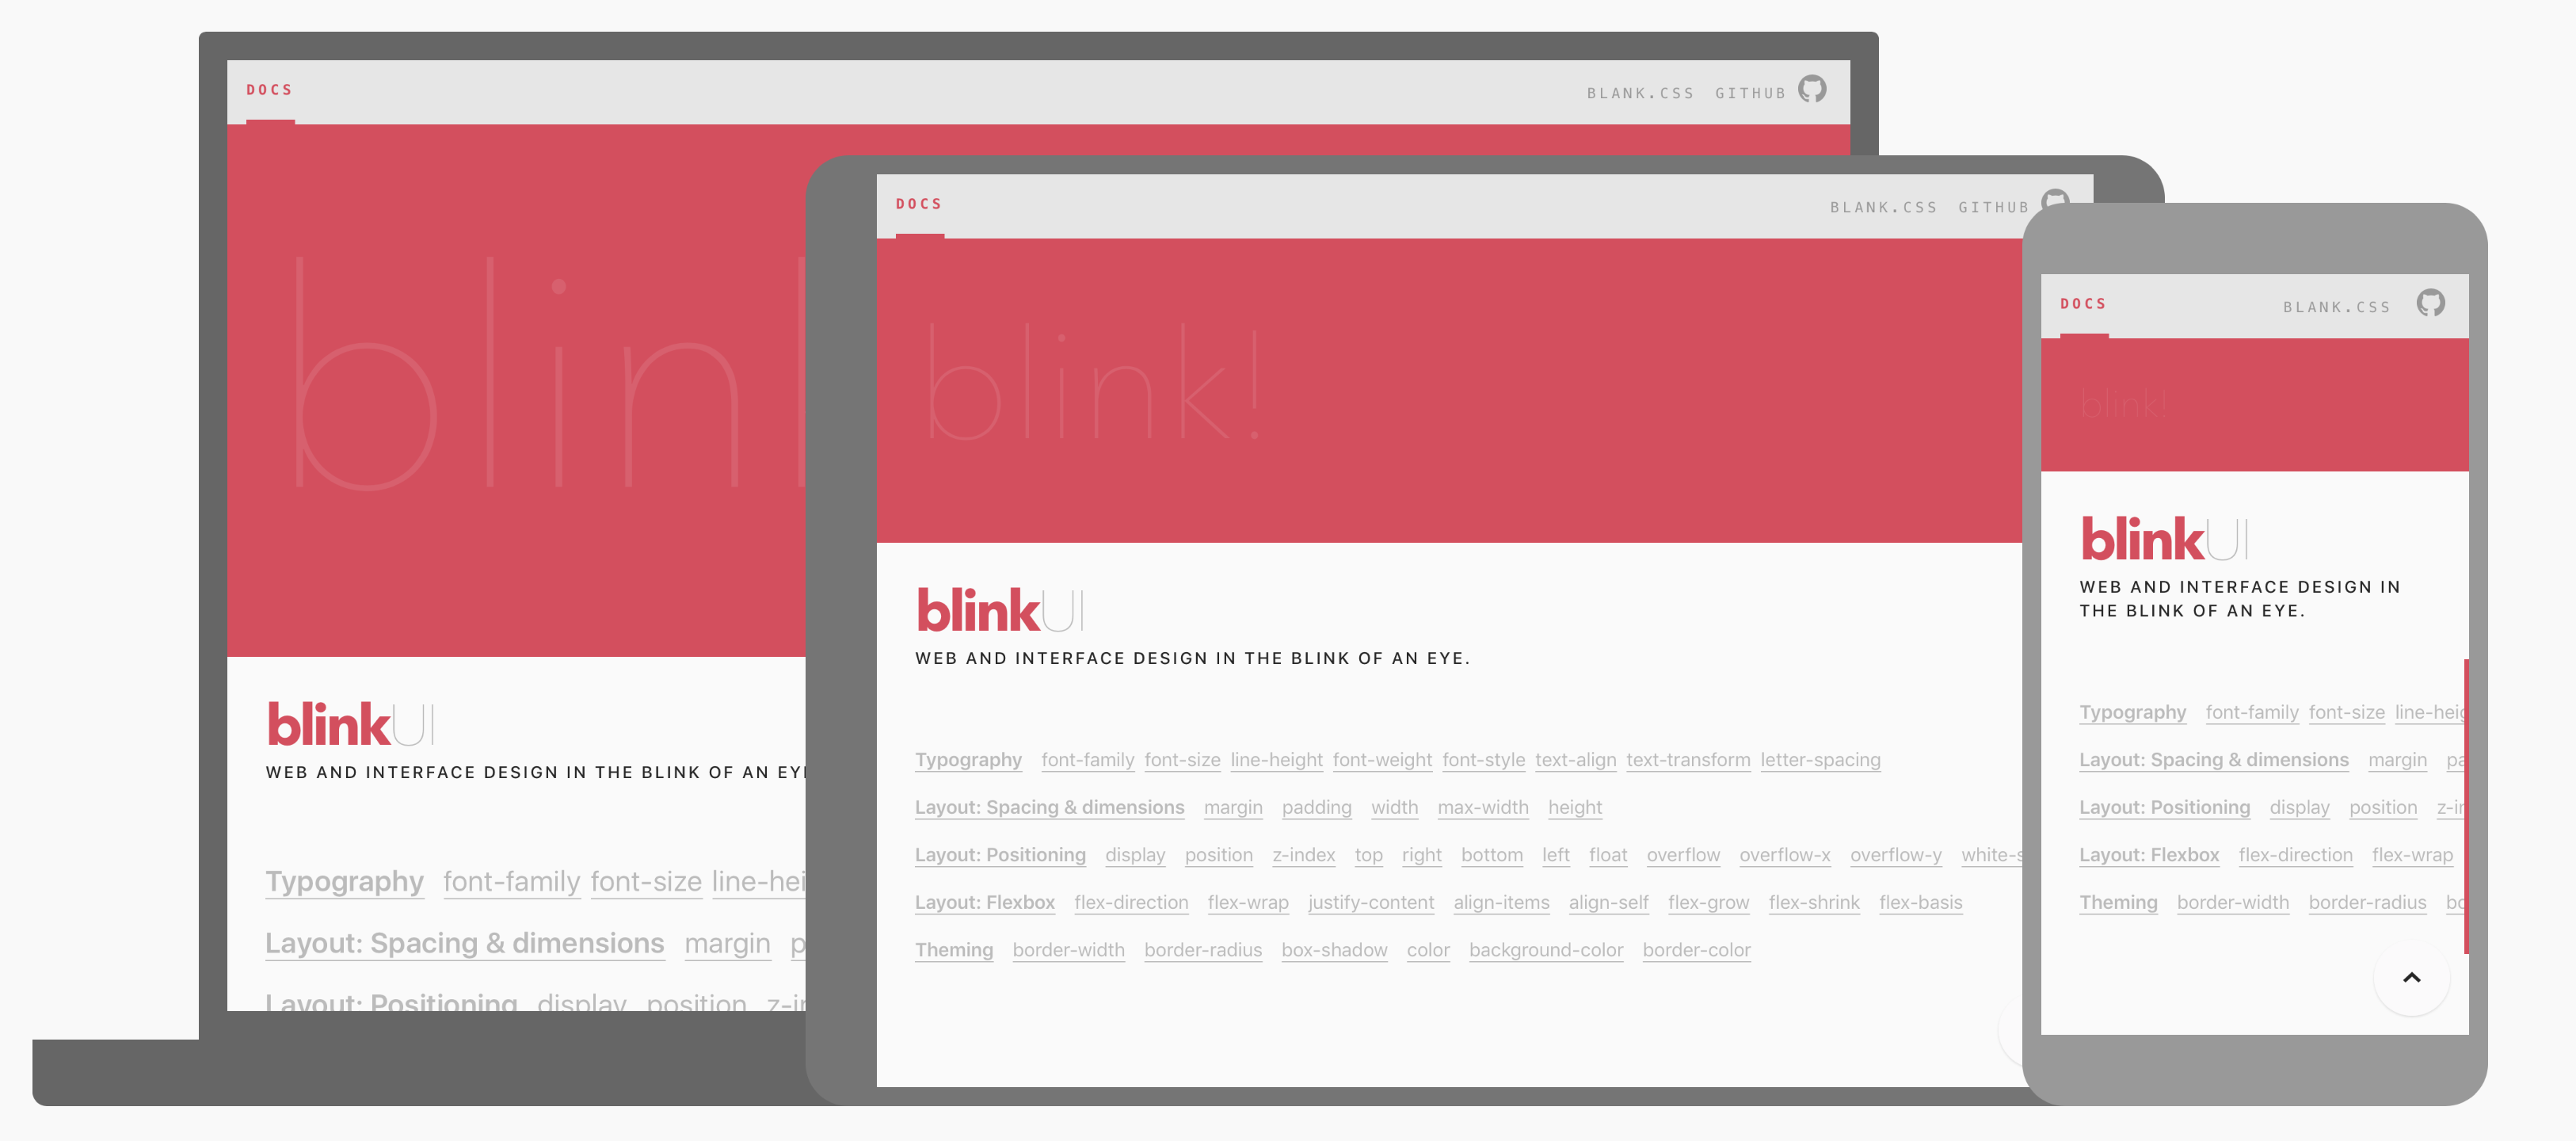 DOCS
BLANK.CSS GITHUB
blin
blinkUI
WEB AND INTERFACE DESIGN IN THE BLINK OF AN EY
Typography font-family font-size line-hei
Layout: Spacing & dimensions margin p
Layout: Positioning display position z-i
DOCS
BLANK.CSS GITHUB
blink!
blinkUI
WEB AND INTERFACE DESIGN IN THE BLINK OF AN EYE.
Typography font-family font-size line-height font-weight font-style text-align text-transform letter-spacing
Layout: Spacing & dimensions margin padding width max-width height
Layout: Positioning display position z-index top right bottom left float overflow overflow-x overflow-y white-s
Layout: Flexbox flex-direction flex-wrap justify-content align-items align-self flex-grow flex-shrink flex-basis
Theming border-width border-radius box-shadow color background-color border-color
DOCS
BLANK.CSS
blink!
blinkUI
WEB AND INTERFACE DESIGN IN
THE BLINK OF AN EYE.
Typography font-family font-size line-heig
Layout: Spacing & dimensions margin pa
Layout: Positioning display position z-i
Layout: Flexbox flex-direction flex-wrap
Theming border-width border-radius bo